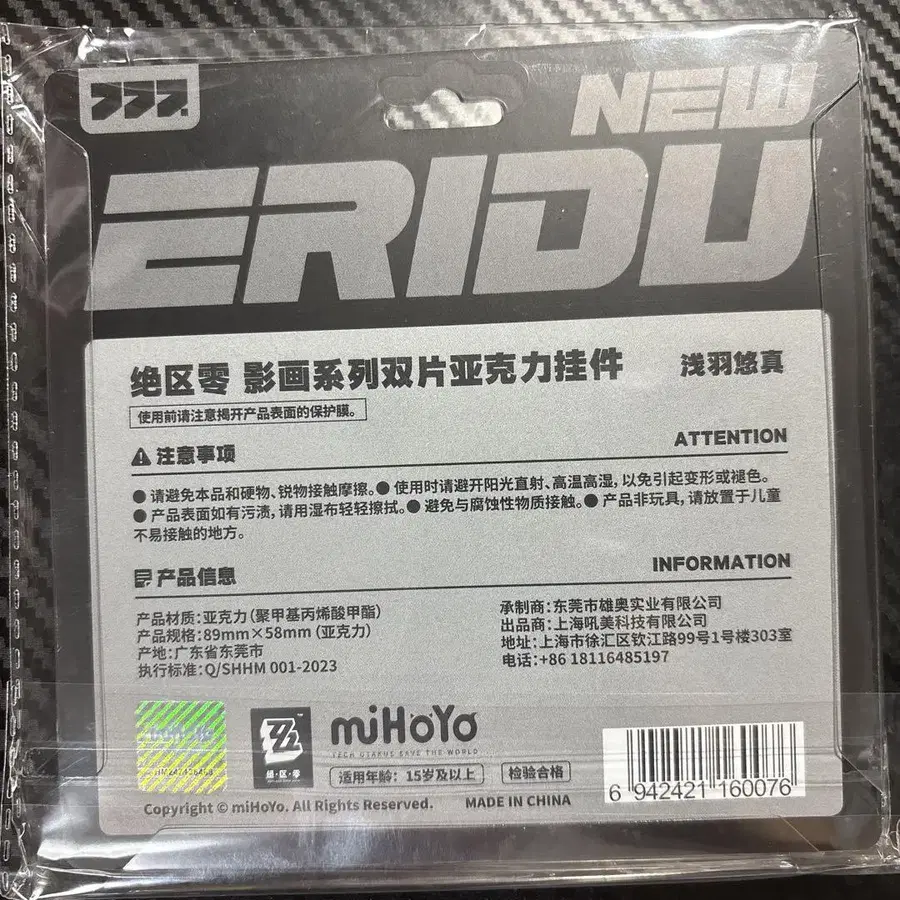 NEW
ERIDU
绝区零 影画系列双片亚克力挂件
浅羽悠真
使用前请注意揭开产品表面的保护膜。
注意事项
ATTENTION
●请避免本品和硬物、锐物接触摩擦。●使用时请避开阳光直射、高温高湿,以免引起变形或褪色。
●产品表面如有污渍,请用湿布轻轻擦拭。●避免与腐蚀性物质接触。●产品非玩具,请放置于儿童
不易接触的地方。
产品信息
INFORMATION
产品材质:亚克力(聚甲基丙烯酸甲酯)
产品规格:89mm×58mm(亚克力)
产地:广东省东莞市
执行标准:Q/SHHM 001-2023
承制商:东莞市雄奥实业有限公司
出品商:上海吼美科技有限公司
地址:上海市徐汇区钦江路99号1号楼303室
电话:+86 18116485197
绝·区·零
miHoYo
TECH OTAKUS SAVE THE WORLD
适用年龄:15岁及以上
检验合格
6 942421 160076
Copyright © miHoYo. All Rights Reserved.
MADE IN CHINA